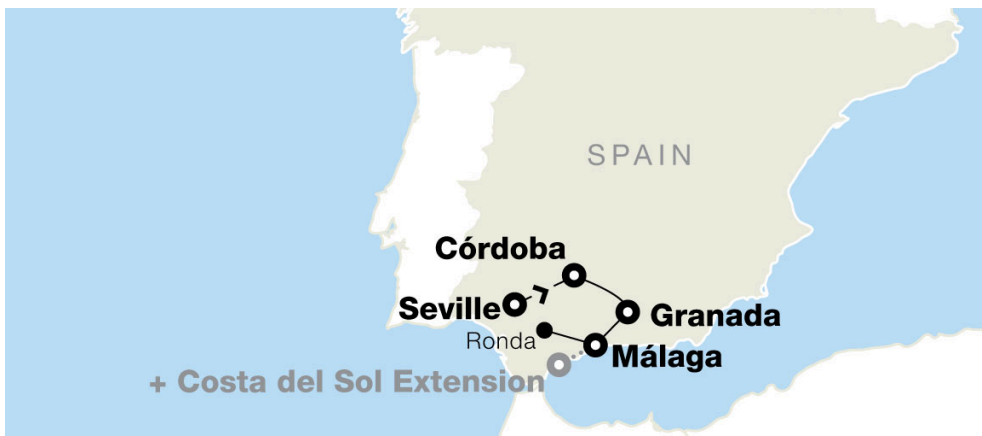 SPAIN
Córdoba
Seville
Granada
Ronda
Málaga
+ Costa del Sol Extension